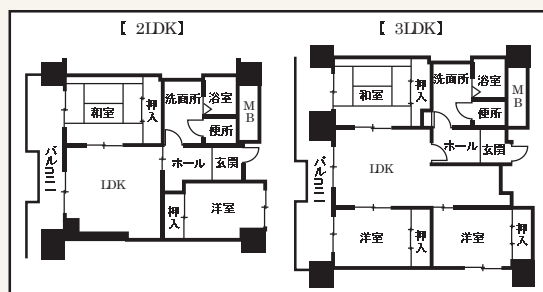 【 2LDK】
和室
押入
洗面所
浴室
MB
便所
ホール
玄関
バルコニー
LDK
押入
洋室
【 3LDK】
和室
押入
洗面所
浴室
MB
便所
ホール
玄関
バルコニー
LDK
洋室
押入
洋室
押入